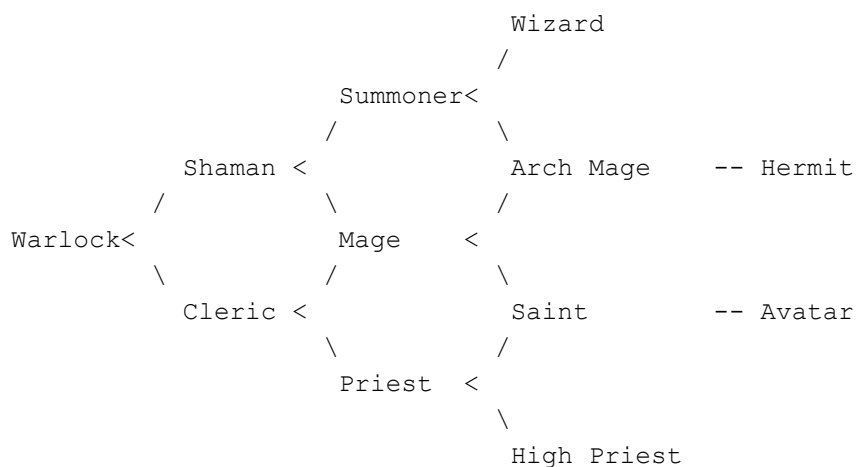 Wizard
/
Summoner<
/ \
Shaman < Arch Mage -- Hermit
/ \ /
Warlock< Mage <
\ / \
Cleric < Saint -- Avatar
\ /
Priest <
\
High Priest